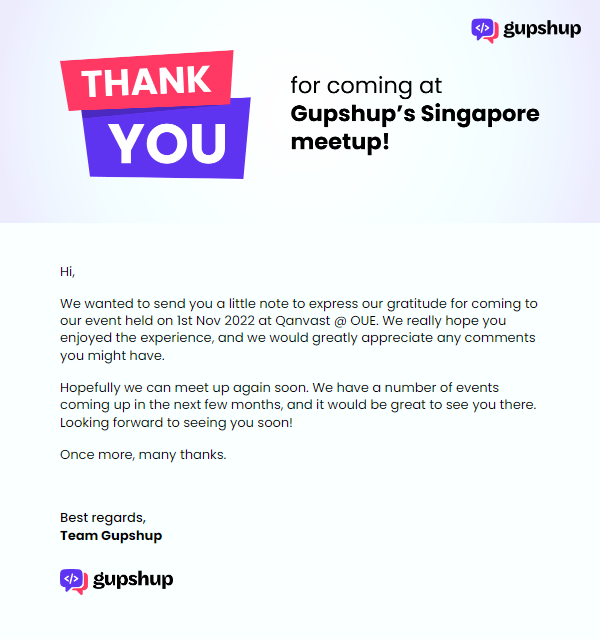 gupshup
THANK
YOU
for coming at
Gupshup’s Singapore
meetup!
Hi,
We wanted to send you a little note to express our gratitude for coming to
our event held on 1st Nov 2022 at Qanvast @ OUE. We really hope you
enjoyed the experience, and we would greatly appreciate any comments
you might have.
Hopefully we can meet up again soon. We have a number of events
coming up in the next few months, and it would be great to see you there.
Looking forward to seeing you soon!
Once more, many thanks.
Best regards,
Team Gupshup
gupshup